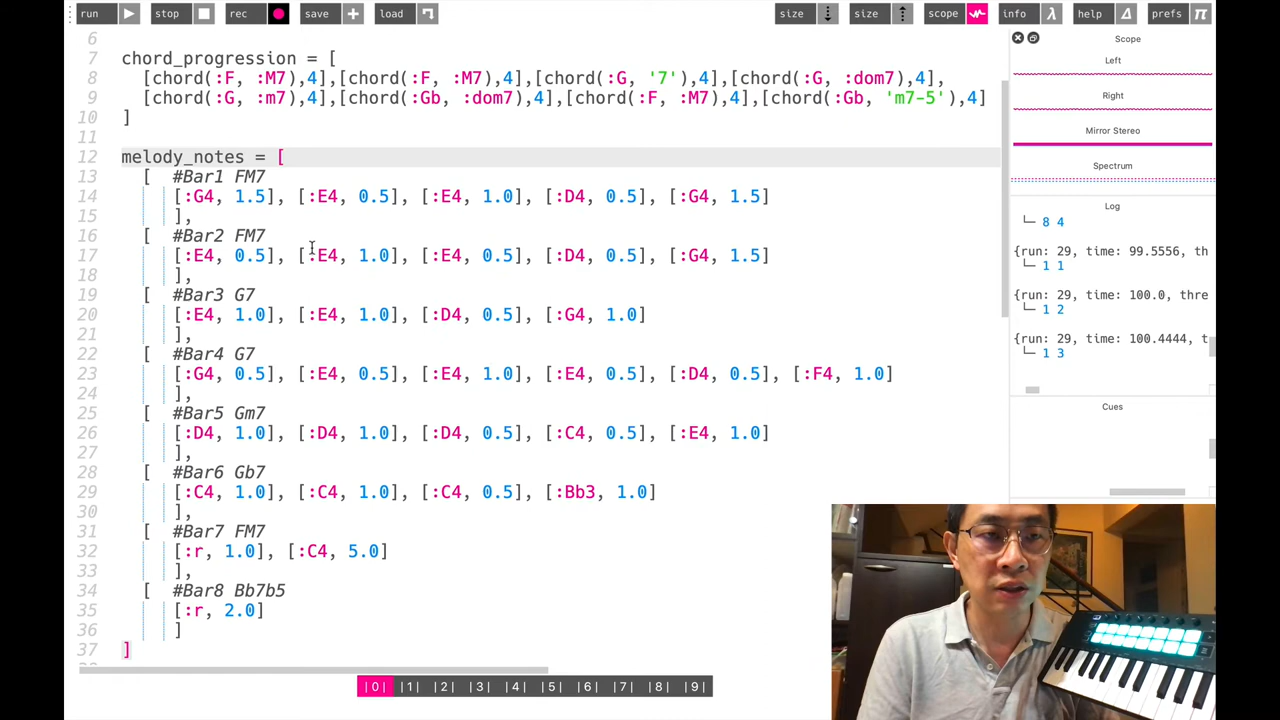 run stop rec save load size size scope info help prefs
6
7 chord_progression = [
8 [chord(:F, :M7),4],[chord(:F, :M7),4],[chord(:G, '7'),4],[chord(:G, :dom7),4],
9 [chord(:G, :m7),4],[chord(:Gb, :dom7),4],[chord(:F, :M7),4],[chord(:Gb, 'm7-5'),4]
10 ]
11
12 melody_notes = [
13 [ #Bar1 FM7
14 [:G4, 1.5], [:E4, 0.5], [:E4, 1.0], [:D4, 0.5], [:G4, 1.5]
15 ],
16 [ #Bar2 FM7
17 [:E4, 0.5], [:E4, 1.0], [:E4, 0.5], [:D4, 0.5], [:G4, 1.5]
18 ],
19 [ #Bar3 G7
20 [:E4, 1.0], [:E4, 1.0], [:D4, 0.5], [:G4, 1.0]
21 ],
22 [ #Bar4 G7
23 [:G4, 0.5], [:E4, 0.5], [:E4, 1.0], [:E4, 0.5], [:D4, 0.5], [:F4, 1.0]
24 ],
25 [ #Bar5 Gm7
26 [:D4, 1.0], [:D4, 1.0], [:D4, 0.5], [:C4, 0.5], [:E4, 1.0]
27 ],
28 [ #Bar6 Gb7
29 [:C4, 1.0], [:C4, 1.0], [:C4, 0.5], [:Bb3, 1.0]
30 ],
31 [ #Bar7 FM7
32 [:r, 1.0], [:C4, 5.0]
33 ],
34 [ #Bar8 Bb7b5
35 [:r, 2.0]
36 ]
37 ]
|0| |1| |2| |3| |4| |5| |6| |7| |8| |9|
Scope
Left
Right
Mirror Stereo
Spectrum
Log
8 4
{run: 29, time: 99.5556, th
1 1
{run: 29, time: 100.0, thre
1 2
{run: 29, time: 100.4444, t
1 3
Cues